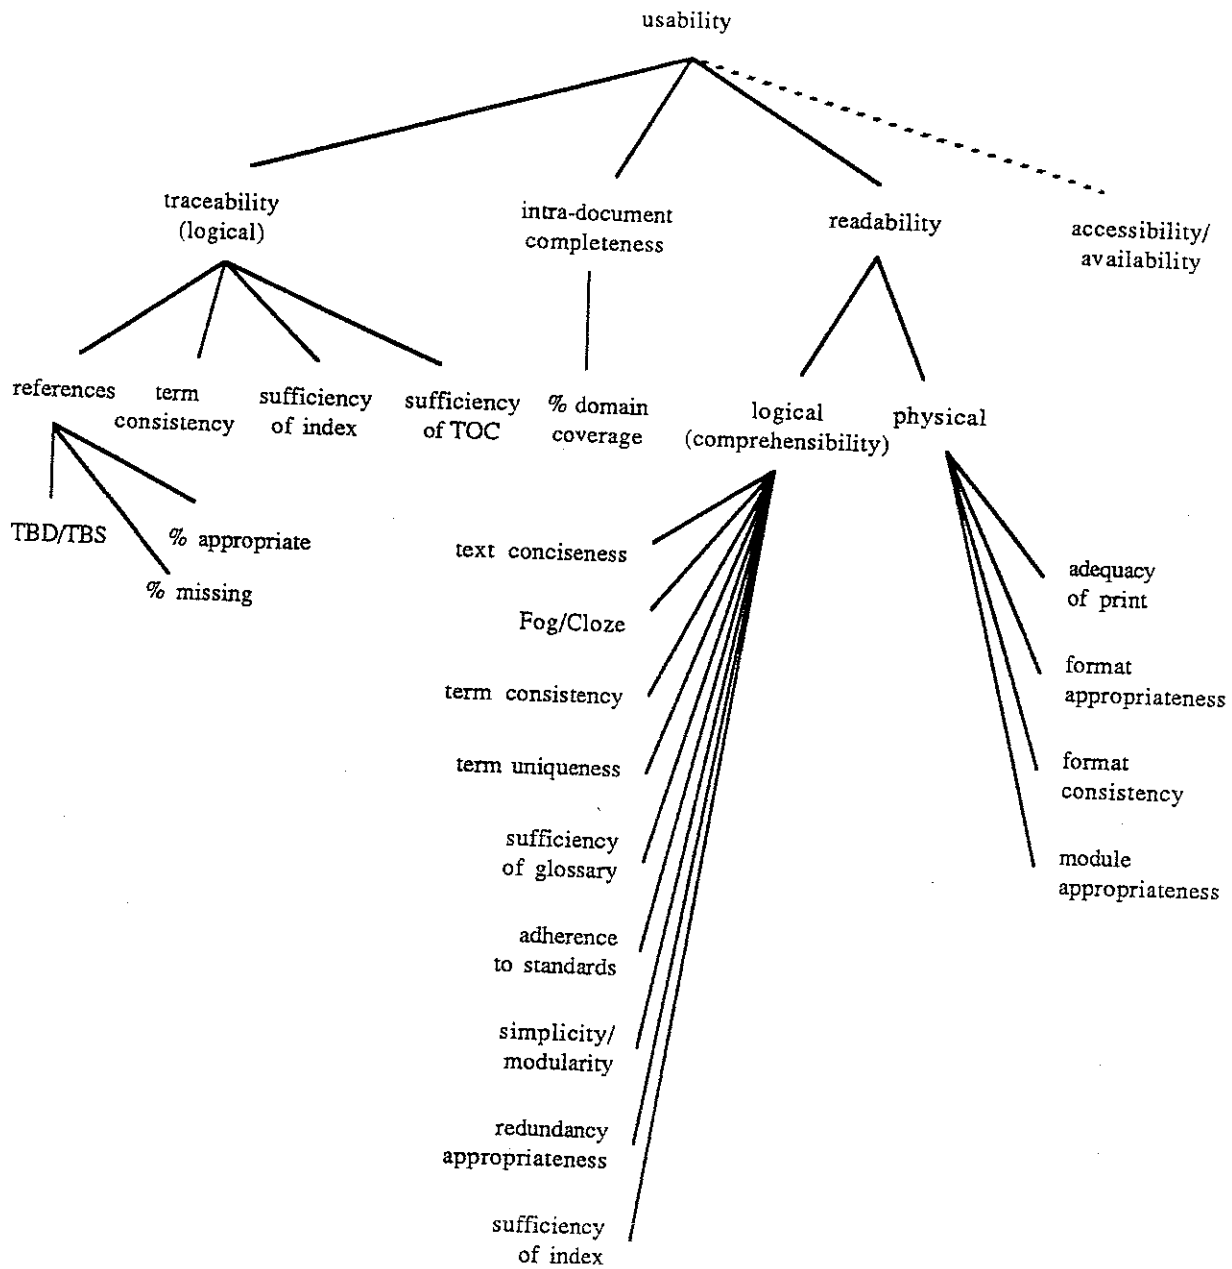 usability
traceability
(logical)
intra-document
completeness
readability
accessibility/
availability
references
term
consistency
sufficiency
of index
sufficiency
of TOC
% domain
coverage
logical
(comprehensibility)
physical
TBD/TBS
% appropriate
% missing
text conciseness
Fog/Cloze
term consistency
term uniqueness
sufficiency
of glossary
adherence
to standards
simplicity/
modularity
redundancy
appropriateness
sufficiency
of index
adequacy
of print
format
appropriateness
format
consistency
module
appropriateness